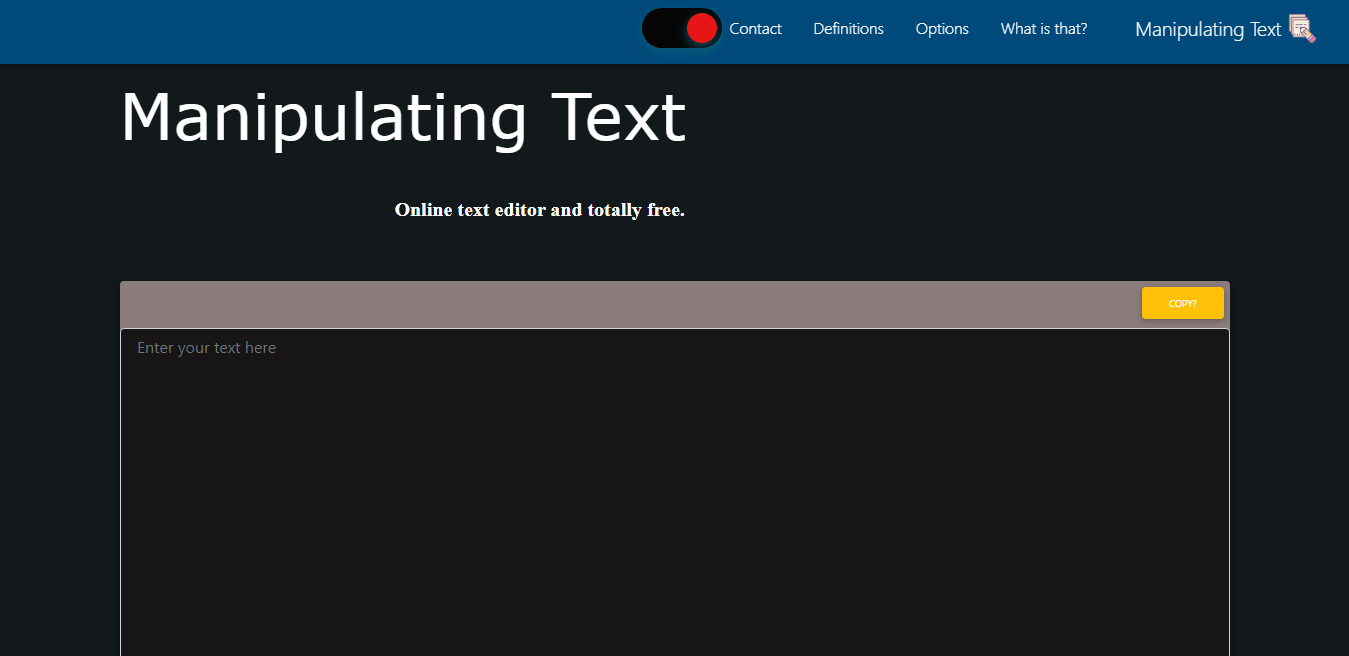 Contact Definitions Options What is that? Manipulating Text
Manipulating Text
Online text editor and totally free.
COPY?
Enter your text here